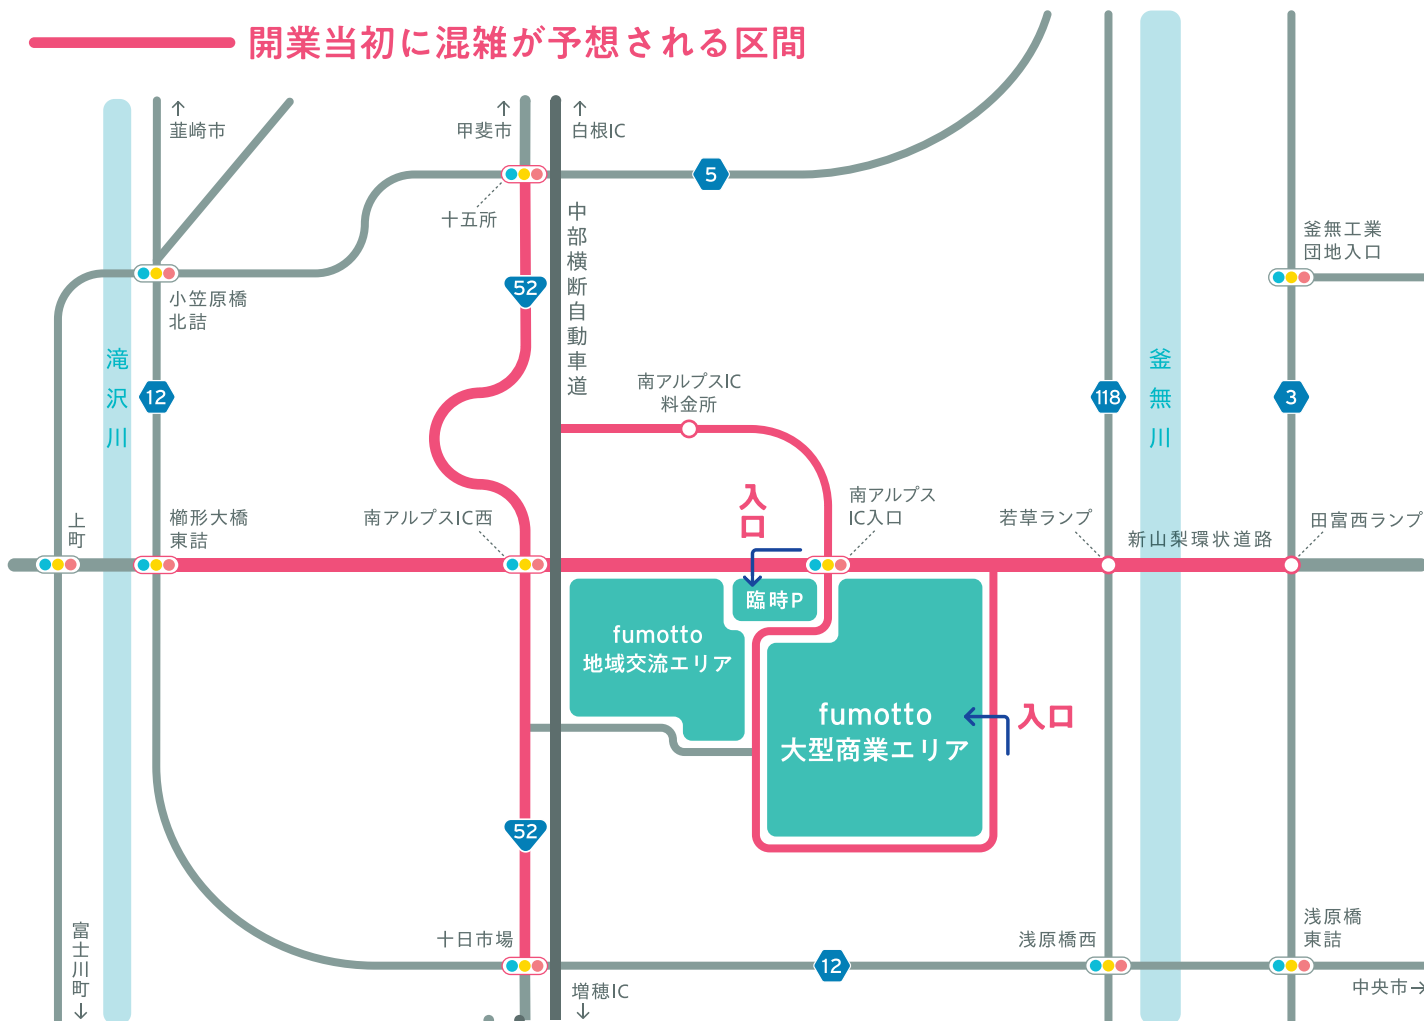 開業当初に混雑が予想される区間
韮崎市
甲斐市
白根IC
5
十五所
中部横断自動車道
釜無工業
団地入口
小笠原橋
北詰
52
滝沢川
釜無川
12
南アルプスIC
料金所
118
3
上町
櫛形大橋
東詰
南アルプスIC西
入口
南アルプス
IC入口
若草ランプ
新山梨環状道路
田富西ランプ
臨時P
fumotto
地域交流エリア
fumotto
大型商業エリア
入口
52
富士川町
十日市場
12
浅原橋西
浅原橋
東詰
増穂IC
中央市